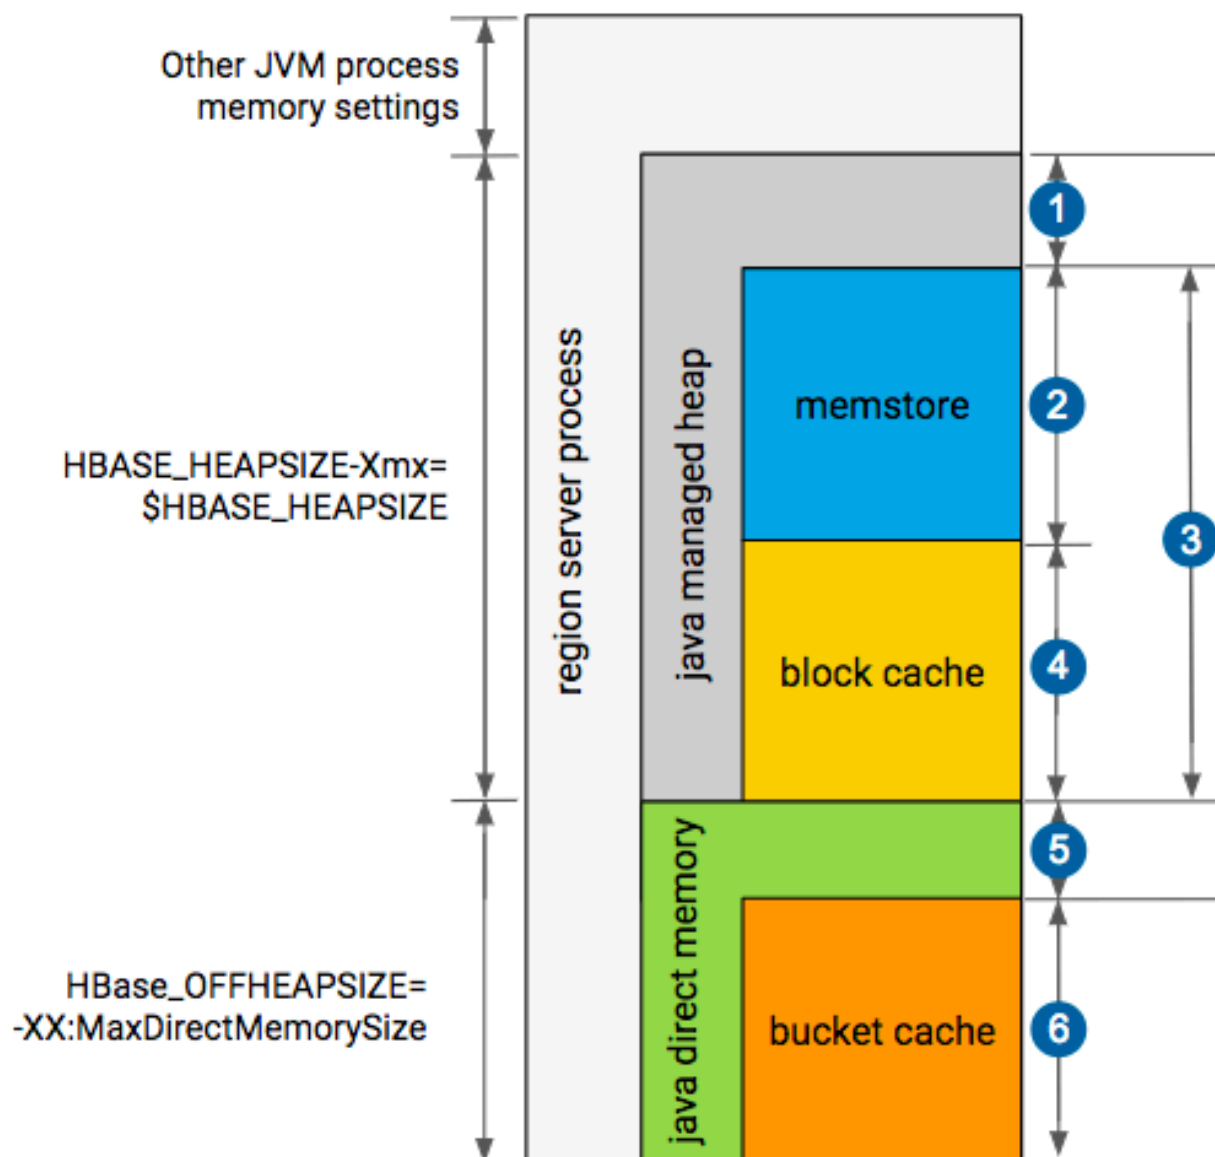 Other JVM process
memory settings
1
memstore
2
region server process
java managed heap
HBASE_HEAPSIZE-Xmx=
$HBASE_HEAPSIZE
3
block cache
4
5
java direct memory
HBase_OFFHEAPSIZE=
-XX:MaxDirectMemorySize
bucket cache
6